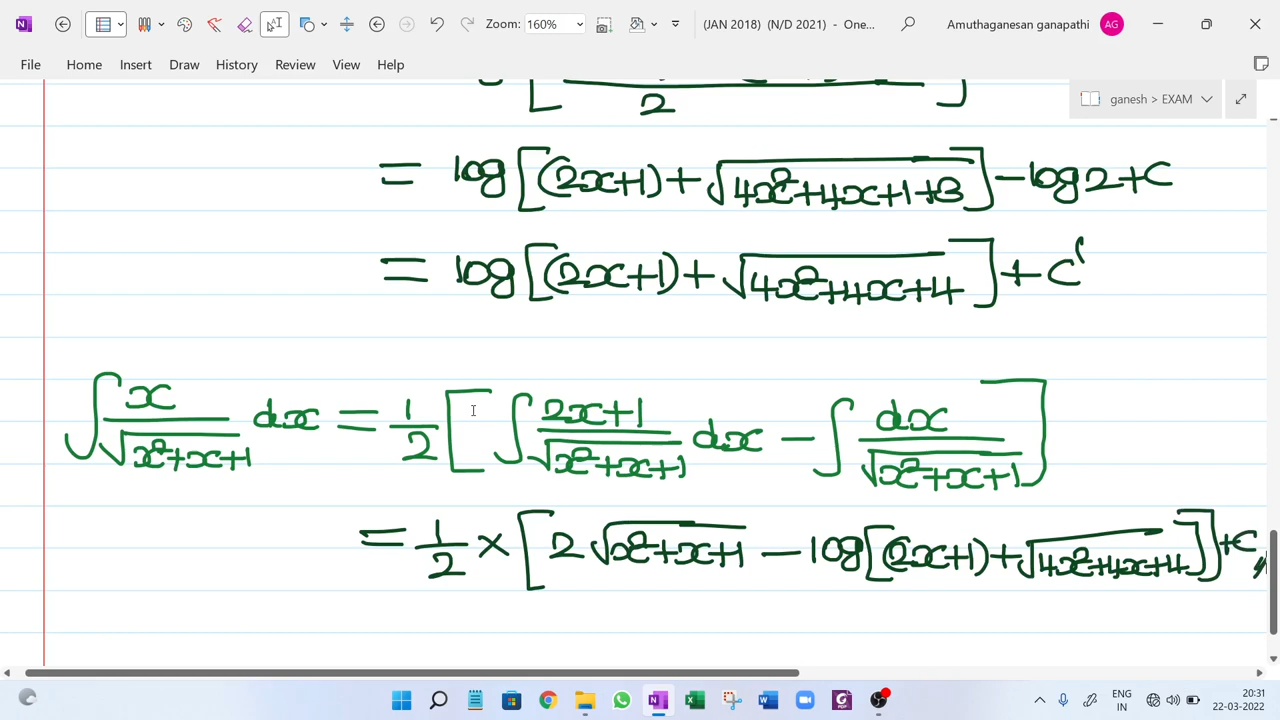 Zoom: 160% (JAN 2018) (N/D 2021) - One... Amuthaganesan ganapathi AG
File Home Insert Draw History Review View Help
ganesh > EXAM
2
= log[(2x+1)+√(4x²+4x+1+3)] - log2 + C
= log[(2x+1)+√(4x²+4x+4)] + C'
∫ x/√(x²+x+1) dx = 1/2 [∫ (2x+1)/√(x²+x+1) dx - ∫ dx/√(x²+x+1)]
= 1/2 × [2√(x²+x+1) - log[(2x+1)+√(4x²+4x+4)]] + C //
ENG
IN
20:31
22-03-2022